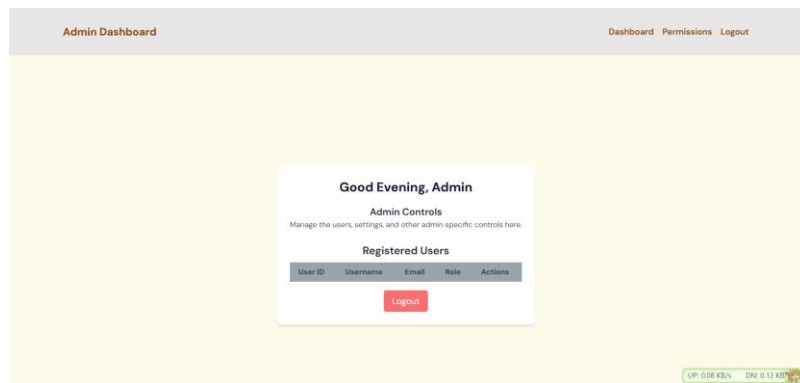 Admin Dashboard
Dashboard Permissions Logout
Good Evening, Admin
Admin Controls
Manage the users, settings, and other admin specific controls here.
Registered Users
User ID Username Email Role Actions
Logout
UP: 0.08 KB/s DN: 0.12 KB/